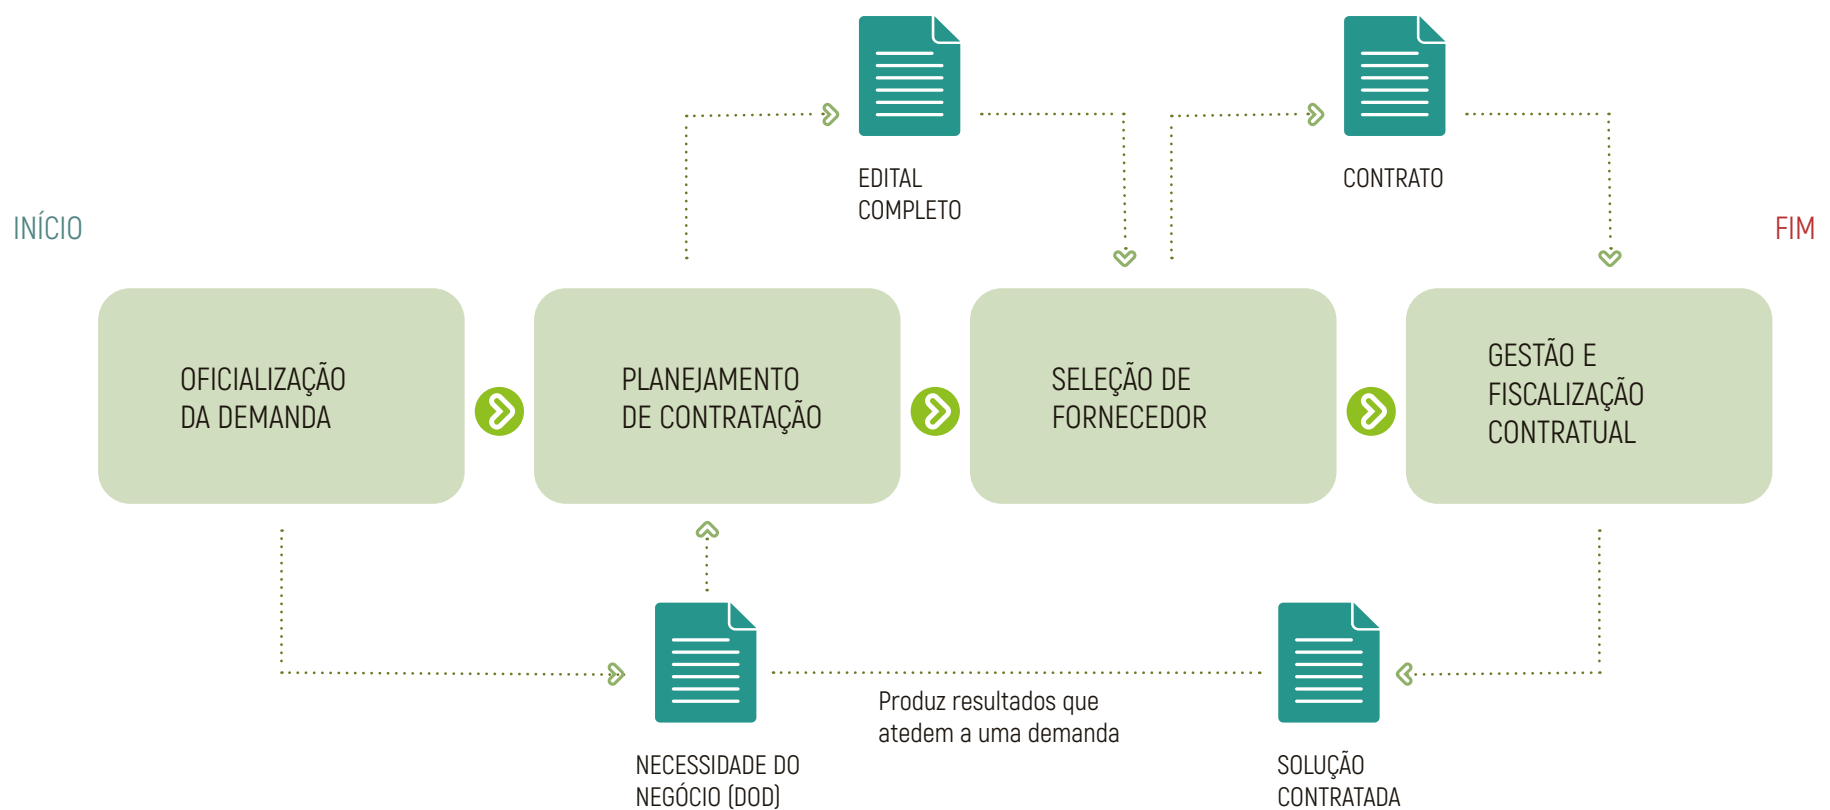 EDITAL
COMPLETO
CONTRATO
INÍCIO
FIM
OFICIALIZAÇÃO
DA DEMANDA
PLANEJAMENTO
DE CONTRATAÇÃO
SELEÇÃO DE
FORNECEDOR
GESTÃO E
FISCALIZAÇÃO
CONTRATUAL
Produz resultados que
atedem a uma demanda
NECESSIDADE DO
NEGÓCIO (DOD)
SOLUÇÃO
CONTRATADA